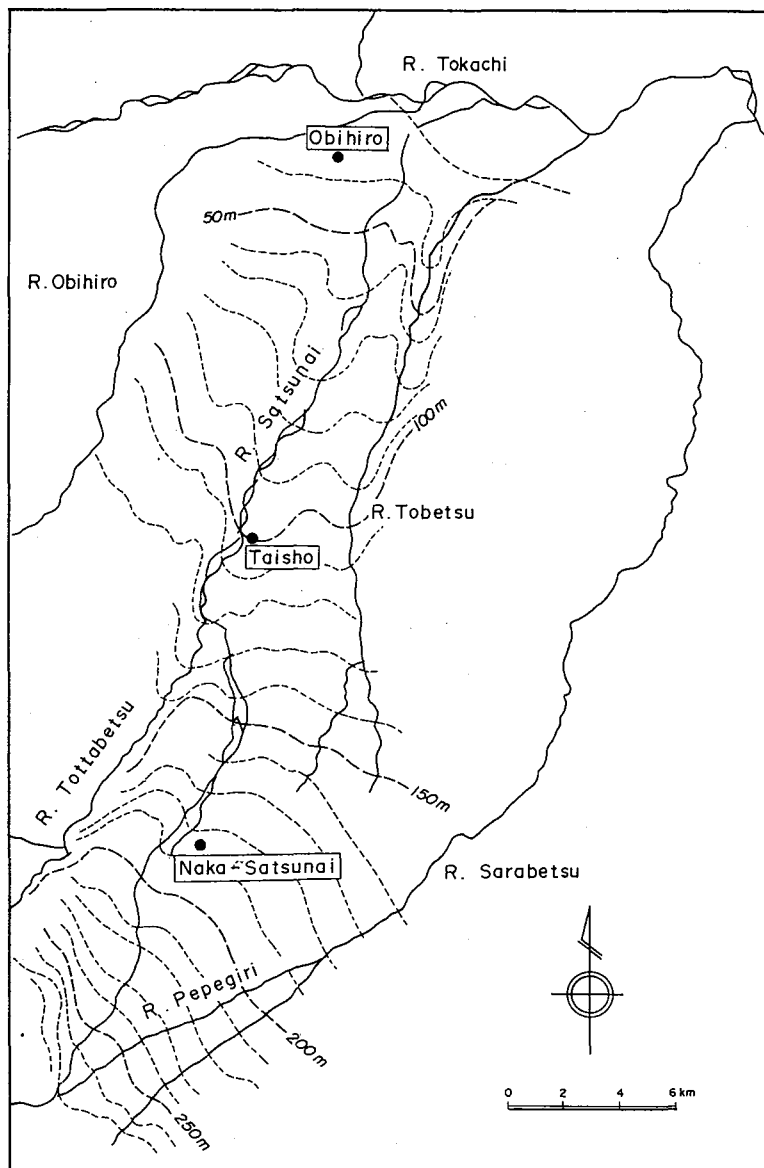 R. Tokachi
Obihiro
50m
R. Obihiro
R. Satsunai
100m
R. Tobetsu
Taisho
R. Tottabetsu
150m
Naka-Satsunai
R. Sarabetsu
R. Pepegiri
200m
250m
0 2 4 6 km